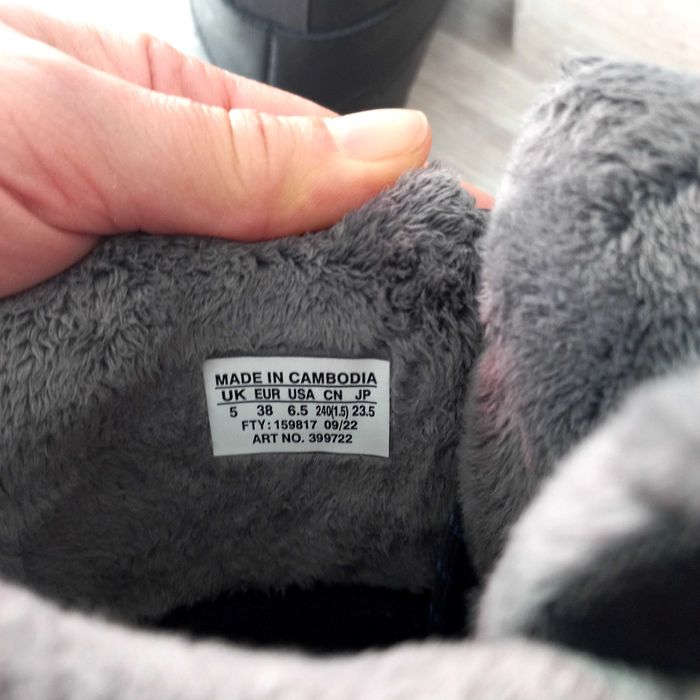 MADE IN CAMBODIA
UK EUR USA CN JP
5 38 6.5 240(1.5) 23.5
FTY: 159817 09/22
ART NO. 399722